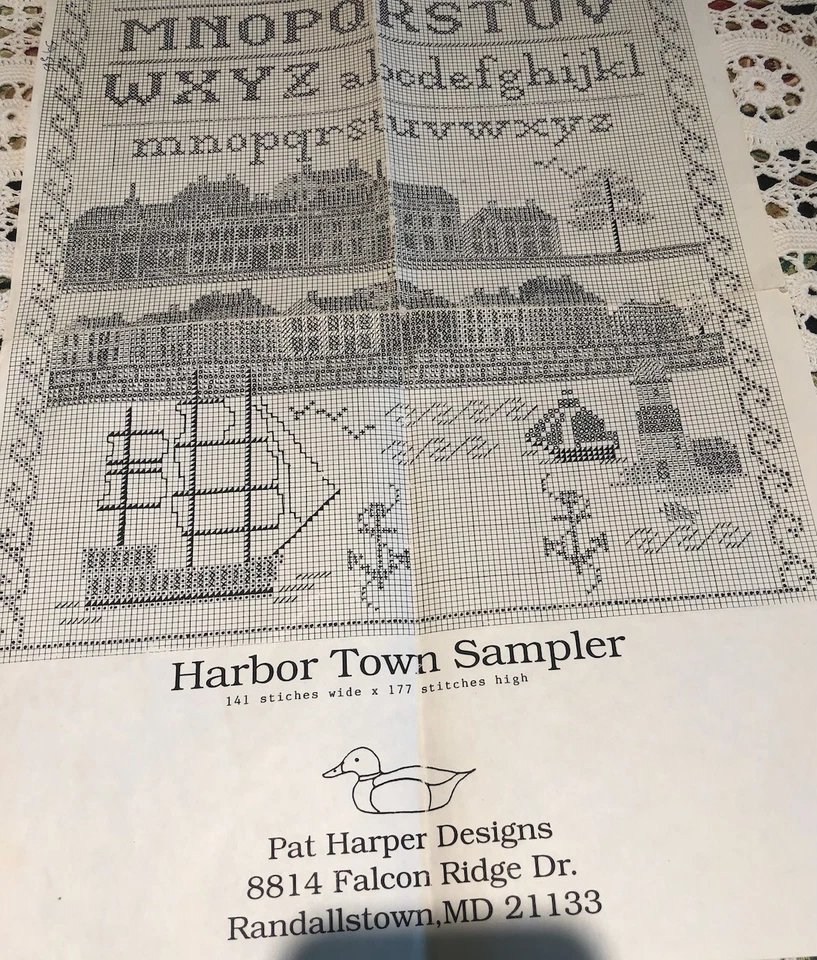 MNOPQRSTUV
WXYZ abcdefghijkl
mnopqrstuvwxyz
Harbor Town Sampler
141 stiches wide x 177 stitches high
Pat Harper Designs
8814 Falcon Ridge Dr.
Randallstown,MD 21133